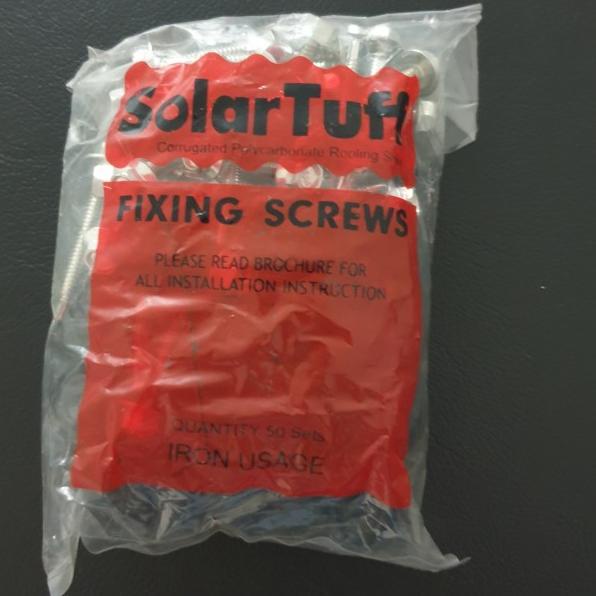 SolarTuff
Corrugated Polycarbonate Roofing
FIXING SCREWS
PLEASE READ BROCHURE FOR
ALL INSTALLATION INSTRUCTION
QUANTITY 50 Sets
IRON USAGE